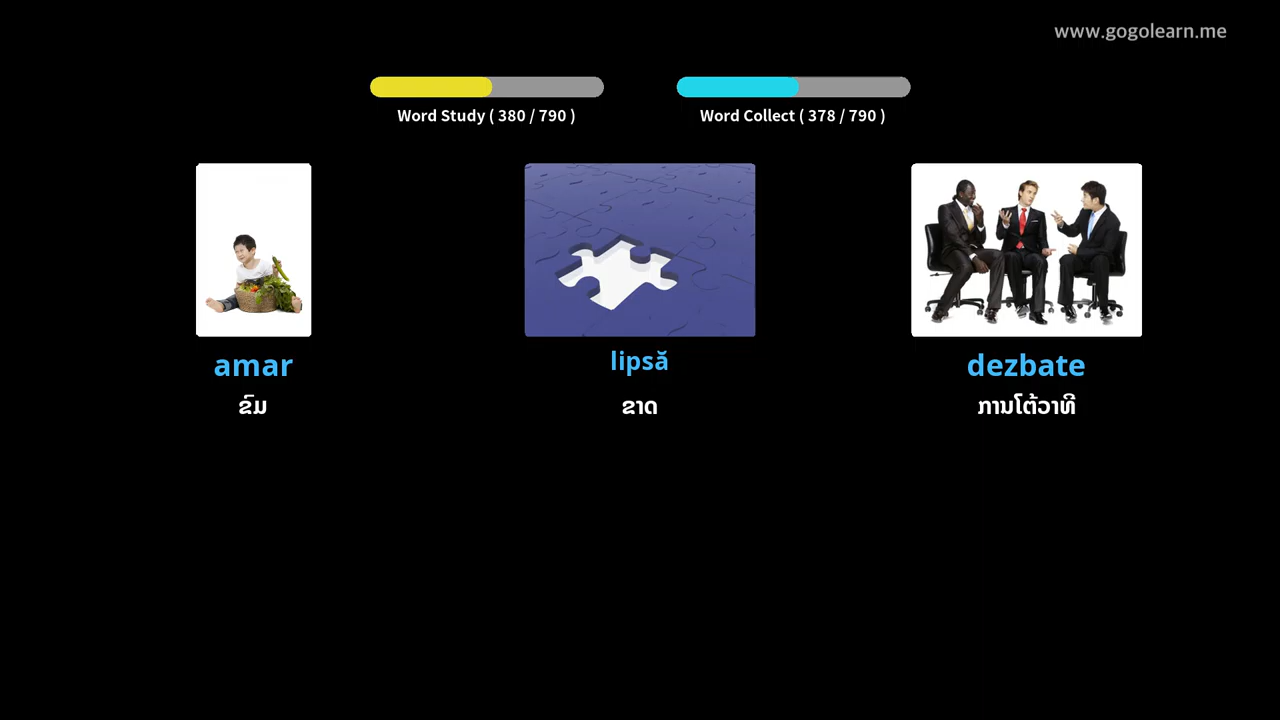 www.gogolearn.me
Word Study ( 380 / 790 )
Word Collect ( 378 / 790 )
amar
lipsă
dezbate
ຂົມ
ຂາດ
ການໂຕ້ວາທີ